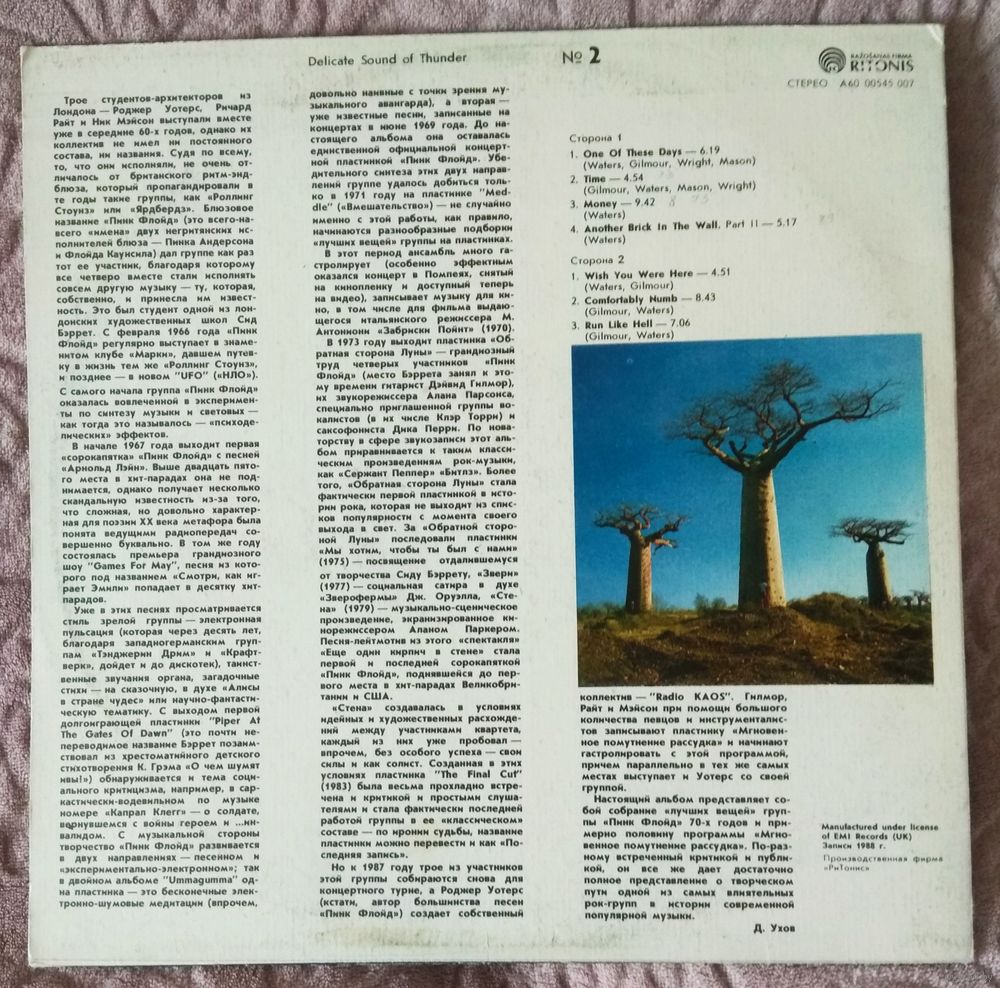 Delicate Sound of Thunder
№ 2
RAŽOŠANAS FIRMA
RITONIS
СТЕРЕО А60 00545 007
Трое студентов-архитекторов из
Лондона — Роджер Уотерс, Ричард
Райт и Ник Мэйсон выступали вместе
уже в середине 60-х годов, однако их
коллектив не имел ни постоянного
состава, ни названия. Судя по всему,
то, что они исполняли, не очень от-
личалось от британского ритм-энд-
блюза, который пропагандировали в
те годы такие группы, как «Роллинг
Стоунз» или «Ярдбердз». Блюзовое
название «Пинк Флойд» (это всего-на-
всего «имена» двух негритянских ис-
полнителей блюза — Пинка Андерсона
и Флойда Каунсила) дал группе как раз
тот ее участник, благодаря которому
все четверо вместе стали исполнять
совсем другую музыку — ту, которая,
собственно, и принесла им извест-
ность. Это был студент одной из лон-
донских художественных школ Сид
Бэррет. С февраля 1966 года «Пинк
Флойд» регулярно выступает в знаме-
нитом клубе «Марки», давшем путев-
ку в жизнь тем же «Роллинг Стоунз»,
и позднее — в новом "UFO" («НЛО»).
С самого начала группа «Пинк Флойд»
оказалась вовлеченной в эксперимен-
ты по синтезу музыки и световых —
как тогда это называлось — «психоде-
лических» эффектов.
В начале 1967 года выходит первая
«сорокапятка» «Пинк Флойд» с песней
«Арнольд Лэйн». Выше двадцать пято-
го места в хит-парадах она не под-
нимается, однако получает несколько
скандальную известность из-за того,
что сложная, но довольно характер-
ная для поэзии XX века метафора была
понята ведущими радиопередач со-
вершенно буквально. В том же году
состоялась премьера грандиозного
шоу "Games For May", песня из кото-
рого под названием «Смотри, как иг-
рает Эмили» попадает в десятку хит-
парадов.
Уже в этих песнях просматривается
стиль зрелой группы — электронная
пульсация (которая через десять лет,
благодаря западногерманским груп-
пам «Тэнджерин Дрим» и «Крафт-
верк», дойдет и до дискотек), таинст-
венные звучания органа, загадочные
стихи — на сказочную, в духе «Алисы
в стране чудес» или научно-фантасти-
ческую тематику. С выходом первой
долгоиграющей пластинки "Piper At
The Gates Of Dawn" (это почти не-
переводимое название Бэррет позаим-
ствовал из хрестоматийного детского
стихотворения К. Грэма «О чем шумят
ивы!») обнаруживается и тема соци-
ального критицизма, например, в сар-
кастически-водевильном по музыке
номере «Капрал Клегг» — о солдате,
вернувшемся с войны героем и ...ин-
валидом. С музыкальной стороны
творчество «Пинк Флойд» развивается
в двух направлениях — песенном и
«экспериментально-электронном»; так
в двойном альбоме "Ummagumma" од-
на пластинка — это бесконечные элек-
тронно-шумовые медитации (впрочем,
довольно наивные с точки зрения му-
зыкального авангарда), а вторая —
уже известные песни, записанные на
концертах в июне 1969 года. До на-
стоящего альбома она оставалась
единственной официальной концерт-
ной пластинкой «Пинк Флойд». Убе-
дительного синтеза этих двух направ-
лений группе удалось добиться толь-
ко в 1971 году на пластинке "Med-
dle" («Вмешательство») — не случайно
именно с этой работы, как правило,
начинаются разнообразные подборки
«лучших вещей» группы на пластинках.
В этот период ансамбль много га-
стролирует (особенно эффектным
оказался концерт в Помпеях, снятый
на кинопленку и доступный теперь
на видео), записывает музыку для ки-
но, в том числе для фильма выдаю-
щегося итальянского режиссера М.
Антониони «Забриски Пойнт» (1970).
В 1973 году выходит пластинка «Об-
ратная сторона Луны» — грандиозный
труд четверых участников «Пинк
Флойд» (место Бэррета занял к это-
му времени гитарист Дэйвид Гилмор),
их звукорежиссера Алана Парсонса,
специально приглашенной группы во-
калистов (в их числе Клэр Торри) и
саксофониста Дика Перри. По нова-
торству в сфере звукозаписи этот аль-
бом приравнивается к таким класси-
ческим произведениям рок-музыки,
как «Сержант Пеппер» «Битлз». Более
того, «Обратная сторона Луны» стала
фактически первой пластинкой в исто-
рии рока, которая не выходит из спис-
ков популярности с момента своего
выхода в свет. За «Обратной сторо-
ной Луны» последовали пластинки
«Мы хотим, чтобы ты был с нами»
(1975) — посвящение отдалившемуся
от творчества Сиду Бэррету, «Звери»
(1977) — социальная сатира в духе
«Зверофермы» Дж. Оруэлла, «Сте-
на» (1979) — музыкально-сценическое
произведение, экранизированное ки-
норежиссером Аланом Паркером.
Песня-лейтмотив из этого «спектакля»
«Еще один кирпич в стене» стала
первой и последней сорокапяткой
«Пинк Флойд», поднявшейся до пер-
вого места в хит-парадах Великобри-
тании и США.
«Стена» создавалась в условиях
идейных и художественных расхожде-
ний между участниками квартета,
каждый из них уже пробовал —
впрочем, без особого успеха — свои
силы и как солист. Созданная в этих
условиях пластинка "The Final Cut"
(1983) была весьма прохладно встре-
чена и критикой и простыми слуша-
телями и стала фактически последней
работой группы в ее «классическом»
составе — по иронии судьбы, название
пластинки можно перевести и как «По-
следняя запись».
Но к 1987 году трое из участников
этой группы собираются снова для
концертного турне, а Роджер Уотерс
(кстати, автор большинства песен
«Пинк Флойд») создает собственный
Сторона 1
1. One Of These Days — 6.19
(Waters, Gilmour, Wright, Mason)
2. Time — 4.54
(Gilmour, Waters, Mason, Wright)
3. Money — 9.42
(Waters)
4. Another Brick In The Wall, Part II — 5.17
(Waters)
Сторона 2
1. Wish You Were Here — 4.51
(Waters, Gilmour)
2. Comfortably Numb — 8.43
(Gilmour, Waters)
3. Run Like Hell — 7.06
(Gilmour, Waters)
коллектив — "Radio KAOS". Гилмор,
Райт и Мэйсон при помощи большого
количества певцов и инструменталис-
тов записывают пластинку «Мгновен-
ное помутнение рассудка» и начинают
гастролировать с этой программой,
причем параллельно в тех же самых
местах выступает и Уотерс со своей
группой.
Настоящий альбом представляет со-
бой собрание «лучших вещей» груп-
пы «Пинк Флойд» 70-х годов и при-
мерно половину программы «Мгно-
венное помутнение рассудка». По-раз-
ному встреченный критикой и публи-
кой, он все же дает достаточно
полное представление о творческом
пути одной из самых влиятельных
рок-групп в истории современной
популярной музыки.
Д. Ухов
Manufactured under license
of EMI Records (UK)
Записи 1988 г.
Производственная фирма
«РиТонис»